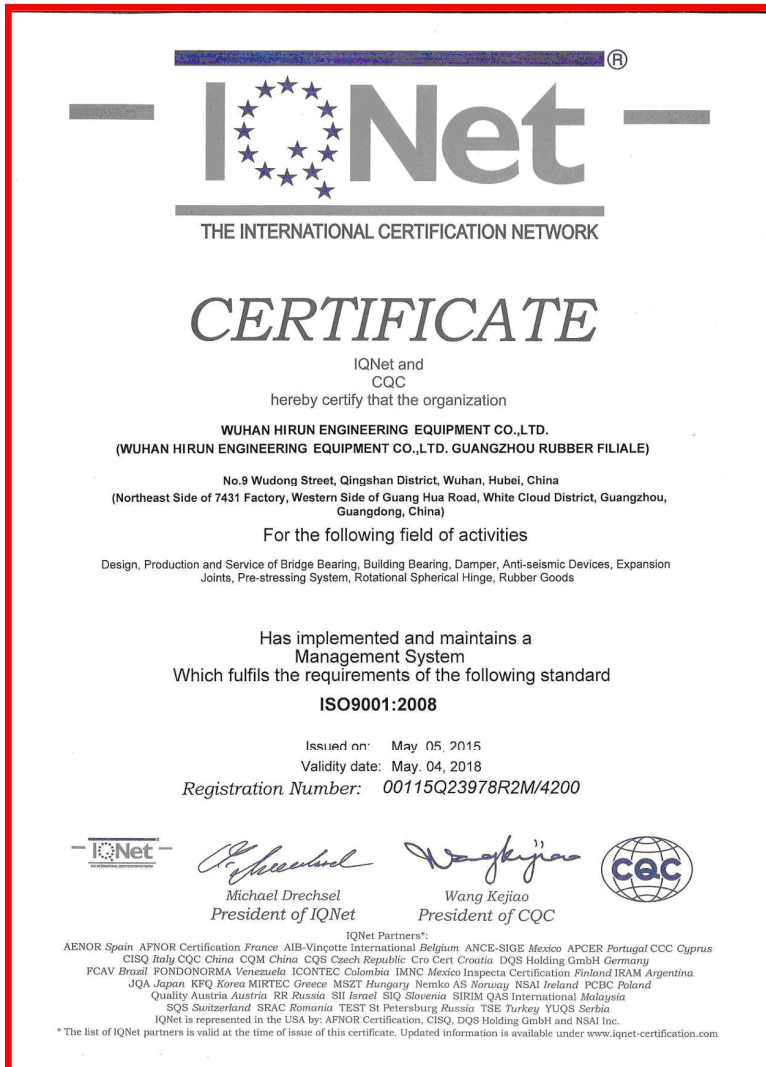 IQNet ®
THE INTERNATIONAL CERTIFICATION NETWORK
CERTIFICATE
IQNet and
CQC
hereby certify that the organization
WUHAN HIRUN ENGINEERING EQUIPMENT CO.,LTD.
(WUHAN HIRUN ENGINEERING EQUIPMENT CO.,LTD. GUANGZHOU RUBBER FILIALE)
No.9 Wudong Street, Qingshan District, Wuhan, Hubei, China
(Northeast Side of 7431 Factory, Western Side of Guang Hua Road, White Cloud District, Guangzhou,
Guangdong, China)
For the following field of activities
Design, Production and Service of Bridge Bearing, Building Bearing, Damper, Anti-seismic Devices, Expansion
Joints, Pre-stressing System, Rotational Spherical Hinge, Rubber Goods
Has implemented and maintains a
Management System
Which fulfils the requirements of the following standard
ISO9001:2008
Issued on: May. 05, 2015
Validity date: May. 04, 2018
Registration Number: 00115Q23978R2M/4200
IQNet
THE INTERNATIONAL CERTIFICATION NETWORK
Wangkejiao
CQC
Michael Drechsel Wang Kejiao
President of IQNet President of CQC
IQNet Partners*:
AENOR Spain AFNOR Certification France AIB-Vinçotte International Belgium ANCE-SIGE Mexico APCER Portugal CCC Cyprus
CISQ Italy CQC China CQM China CQS Czech Republic Cro Cert Croatia DQS Holding GmbH Germany
FCAV Brazil FONDONORMA Venezuela ICONTEC Colombia IMNC Mexico Inspecta Certification Finland IRAM Argentina
JQA Japan KFQ Korea MIRTEC Greece MSZT Hungary Nemko AS Norway NSAI Ireland PCBC Poland
Quality Austria Austria RR Russia SII Israel SIQ Slovenia SIRIM QAS International Malaysia
SQS Switzerland SRAC Romania TEST St Petersburg Russia TSE Turkey YUQS Serbia
IQNet is represented in the USA by: AFNOR Certification, CISQ, DQS Holding GmbH and NSAI Inc.
* The list of IQNet partners is valid at the time of issue of this certificate. Updated information is available under www.iqnet-certification.com